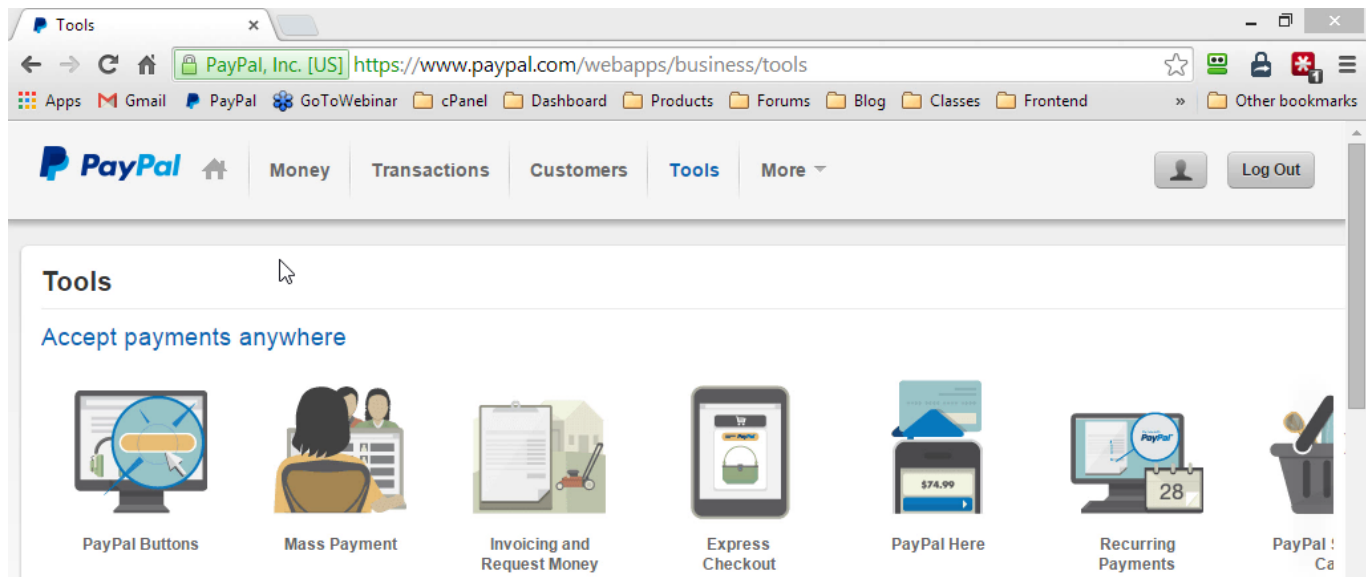 Tools
PayPal, Inc. [US] https://www.paypal.com/webapps/business/tools
1
Apps Gmail PayPal GoToWebinar cPanel Dashboard Products Forums Blog Classes Frontend » Other bookmarks
PayPal Money Transactions Customers Tools More Log Out
Tools
Accept payments anywhere
PayPal
$74.99
28
PayPal Buttons Mass Payment Invoicing and Request Money Express Checkout PayPal Here Recurring Payments PayPal